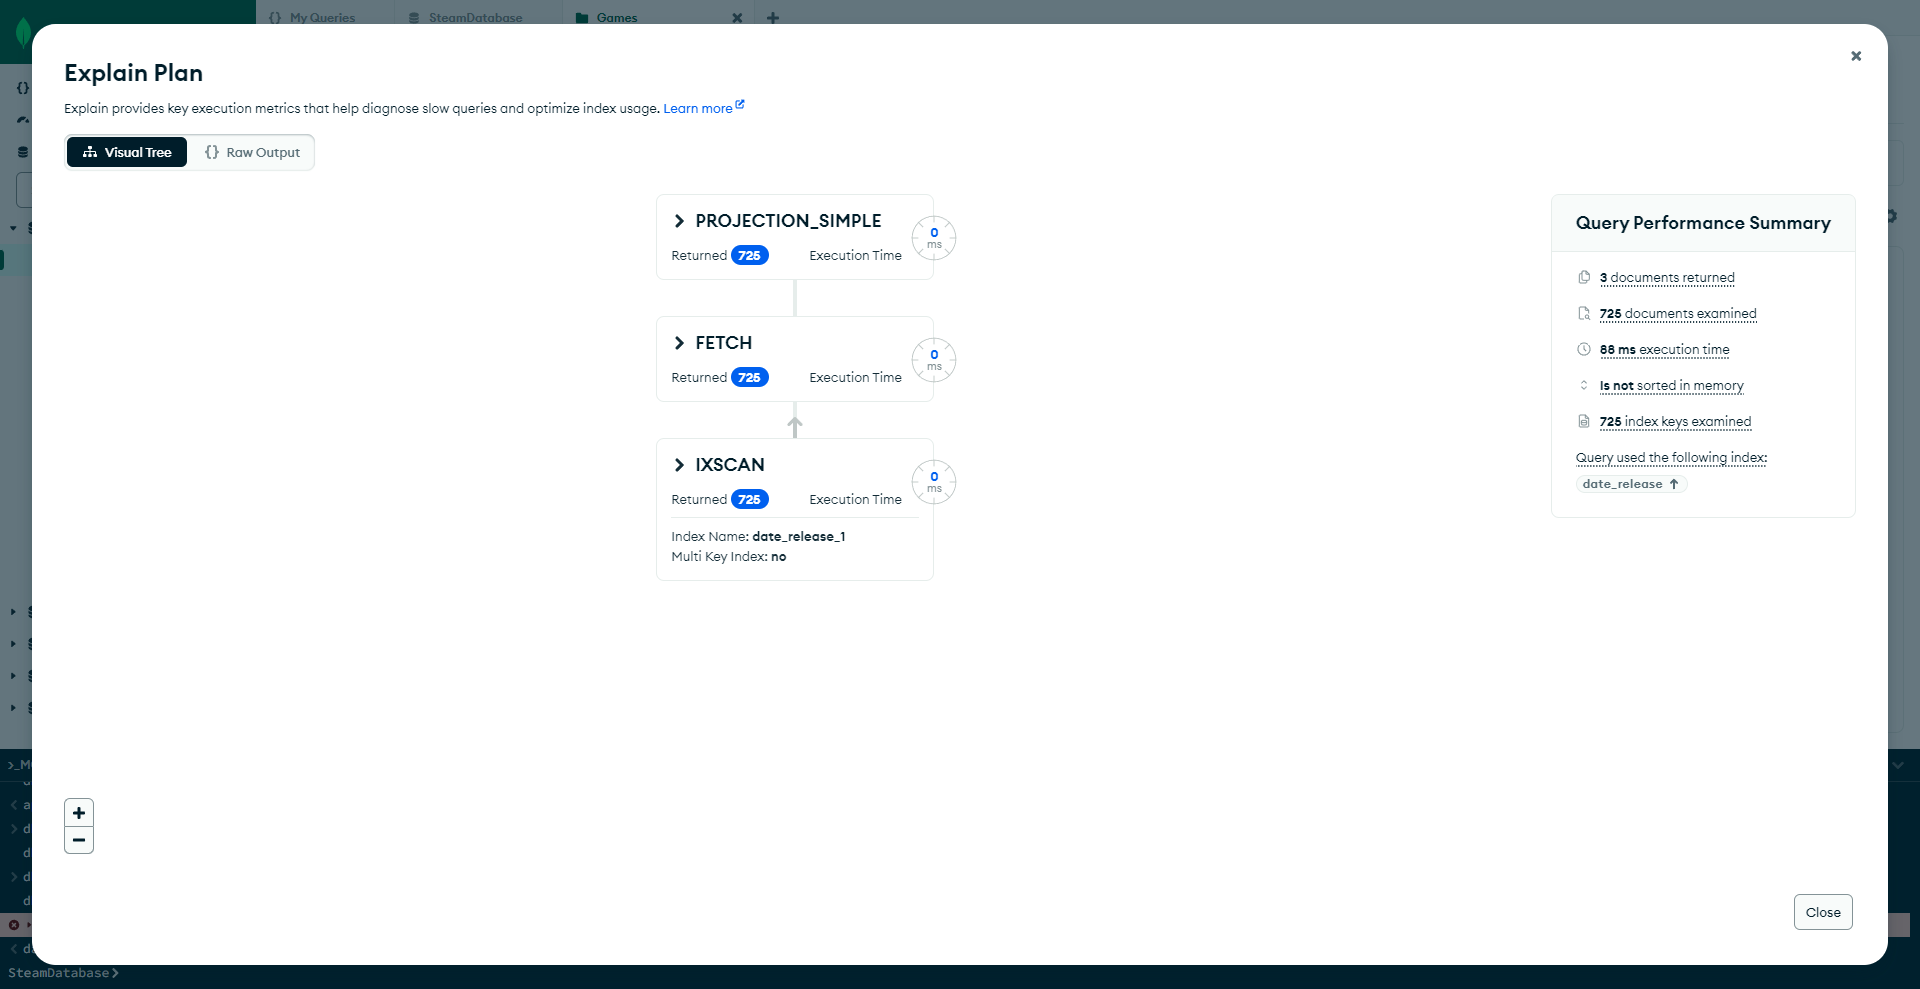 My Queries
SteamDatabase
Games
Explain Plan
Explain provides key execution metrics that help diagnose slow queries and optimize index usage. Learn more
Visual Tree
{} Raw Output
PROJECTION_SIMPLE
Returned 725 Execution Time 0 ms
FETCH
Returned 725 Execution Time 0 ms
IXSCAN
Returned 725 Execution Time 0 ms
Index Name: date_release_1
Multi Key Index: no
Query Performance Summary
3 documents returned
725 documents examined
88 ms execution time
Is not sorted in memory
725 index keys examined
Query used the following index:
date_release ↑
Close
SteamDatabase>